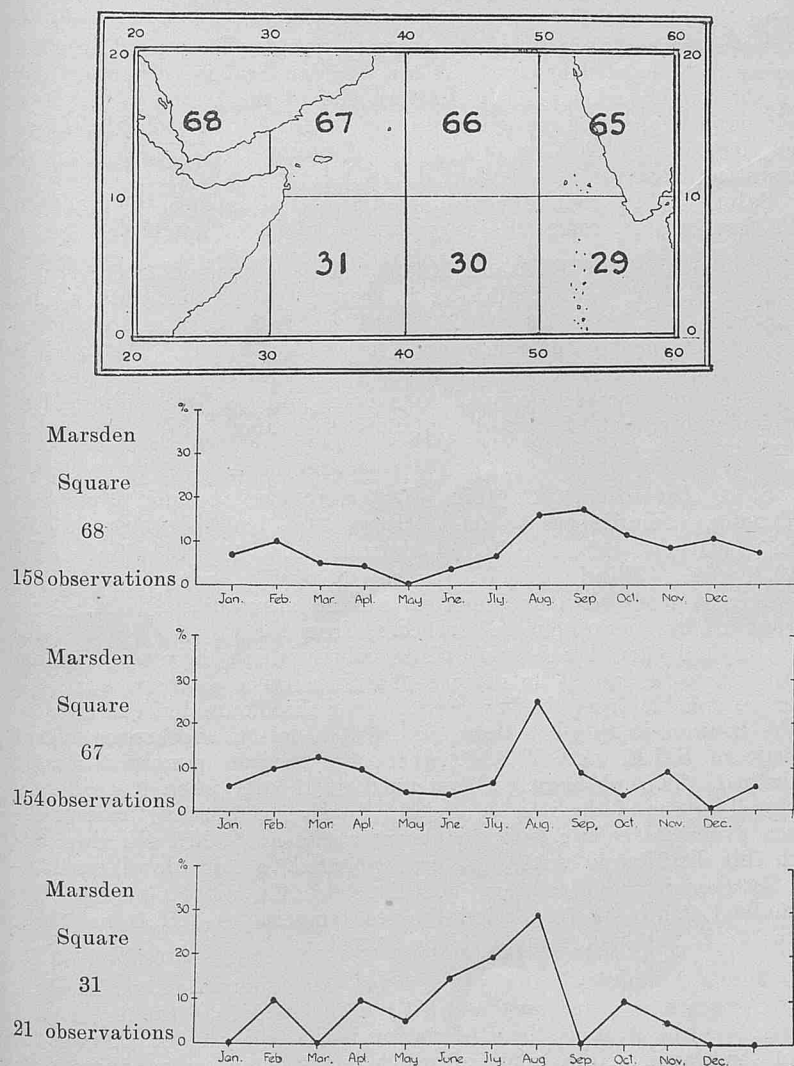 20 30 40 50 60
20 20
68 67 66 65
10 10
31 30 29
0 0
20 30 40 50 60
%
Marsden
30
Square
20
68
10
158 observations 0
Jan. Feb. Mar. Apl. May Jne. Jly. Aug. Sep. Oct. Nov. Dec
%
Marsden
30
Square
20
67
10
154 observations 0
Jan. Feb. Mar. Apl. May Jne. Jly. Aug. Sep. Oct. Nov. Dec.
%
Marsden
30
Square
20
31
10
21 observations 0
Jan. Feb Mar. Apl. May June. Jly. Aug Sep. Oct. Nov. Dec.